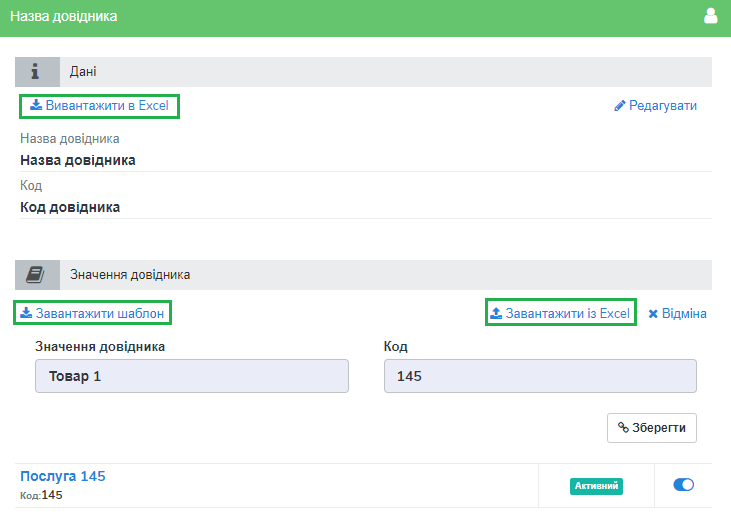 Назва довідника
Дані
Вивантажити в Excel
Редагувати
Назва довідника
Назва довідника
Код
Код довідника
Значення довідника
Завантажити шаблон
Завантажити із Excel
Відміна
Значення довідника
Код
Товар 1
145
Зберегти
Послуга 145
Активний
Код:145